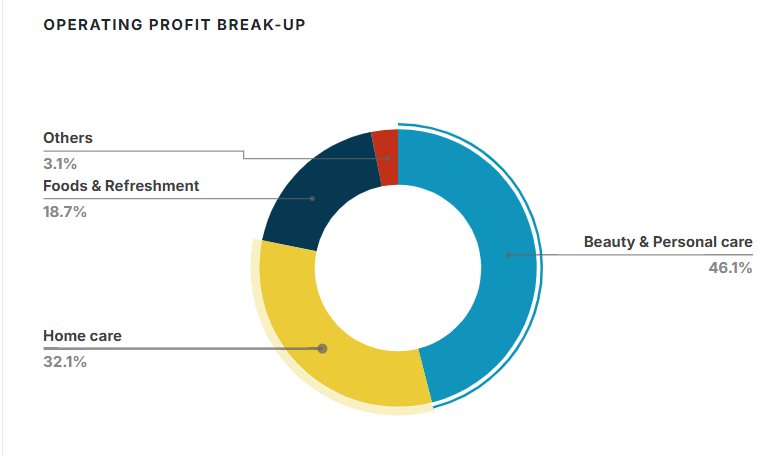 OPERATING PROFIT BREAK-UP
Others
3.1%
Foods & Refreshment
18.7%
Beauty & Personal care
46.1%
Home care
32.1%